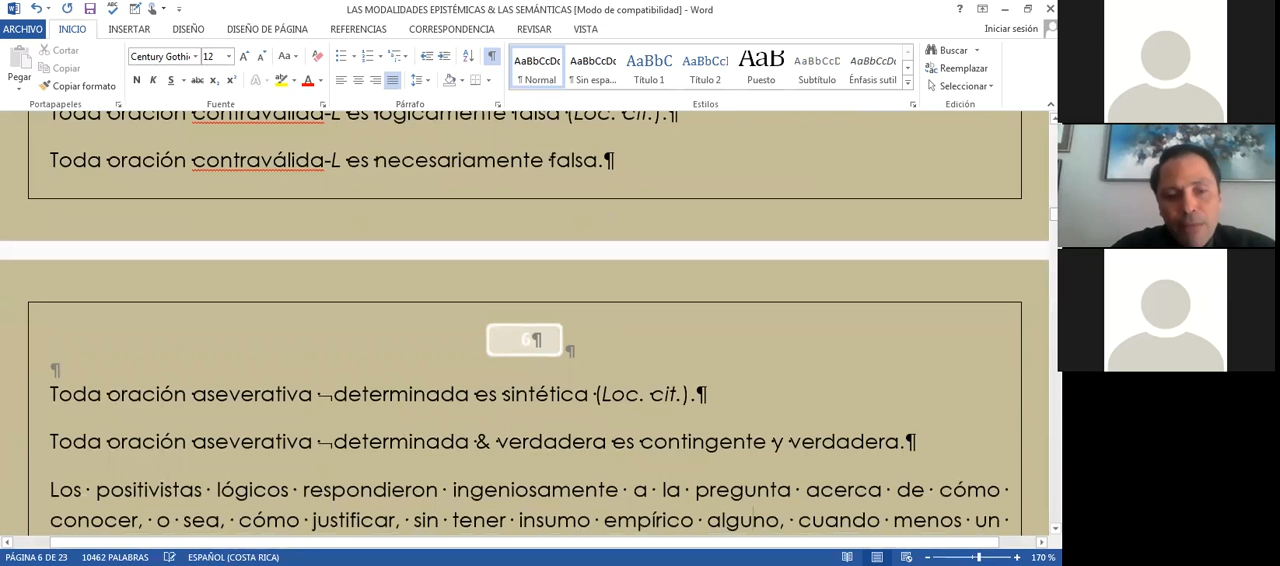 LAS MODALIDADES EPISTÉMICAS & LAS SEMÁNTICAS [Modo de compatibilidad] - Word
ARCHIVO INICIO INSERTAR DISEÑO DISEÑO DE PÁGINA REFERENCIAS CORRESPONDENCIA REVISAR VISTA Iniciar sesión
Pegar
Cortar
Copiar
Copiar formato
Portapapeles
Century Gothi 12
N K S abc x₂ x²
Fuente
Párrafo
AaBbCcDc AaBbCcDc AaBbC AaBbCcl AaB AaBbCcD AaBbCcDc
¶ Normal ¶ Sin espa... Título 1 Título 2 Puesto Subtítulo Énfasis sutil
Estilos
Buscar
Reemplazar
Seleccionar
Edición
Toda oración contraválida-L es lógicamente falsa (Loc. cit.).¶
Toda oración contraválida-L es necesariamente falsa.¶
6¶
¶
¶
Toda oración aseverativa ¬determinada es sintética (Loc. cit.).¶
Toda oración aseverativa ¬determinada & verdadera es contingente y verdadera.¶
Los positivistas lógicos respondieron ingeniosamente a la pregunta acerca de cómo
conocer, o sea, cómo justificar, sin tener insumo empírico alguno, cuando menos un
PÁGINA 6 DE 23 10462 PALABRAS ESPAÑOL (COSTA RICA) 170 %